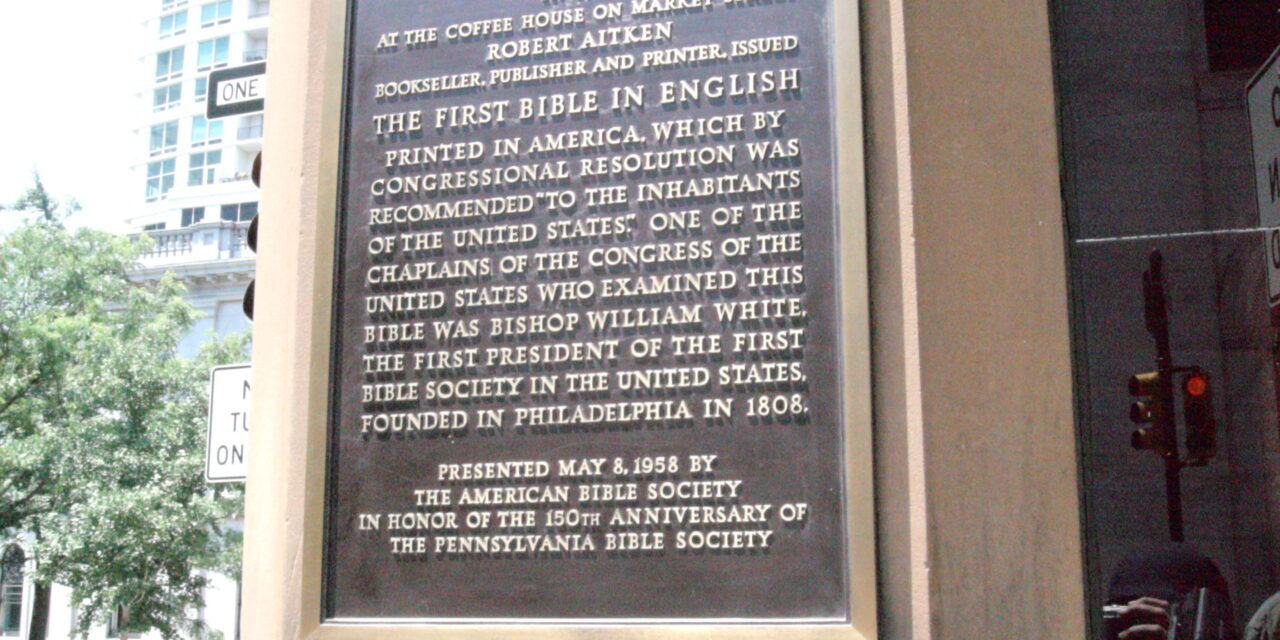 AT THE COFFEE HOUSE ON MARKET
ROBERT AITKEN
BOOKSELLER, PUBLISHER AND PRINTER, ISSUED
THE FIRST BIBLE IN ENGLISH
PRINTED IN AMERICA, WHICH BY
CONGRESSIONAL RESOLUTION WAS
RECOMMENDED "TO THE INHABITANTS
OF THE UNITED STATES." ONE OF THE
CHAPLAINS OF THE CONGRESS OF THE
UNITED STATES WHO EXAMINED THIS
BIBLE WAS BISHOP WILLIAM WHITE,
THE FIRST PRESIDENT OF THE FIRST
BIBLE SOCIETY IN THE UNITED STATES,
FOUNDED IN PHILADELPHIA IN 1808.
PRESENTED MAY 8, 1958 BY
THE AMERICAN BIBLE SOCIETY
IN HONOR OF THE 150TH ANNIVERSARY OF
THE PENNSYLVANIA BIBLE SOCIETY
ONE
ON